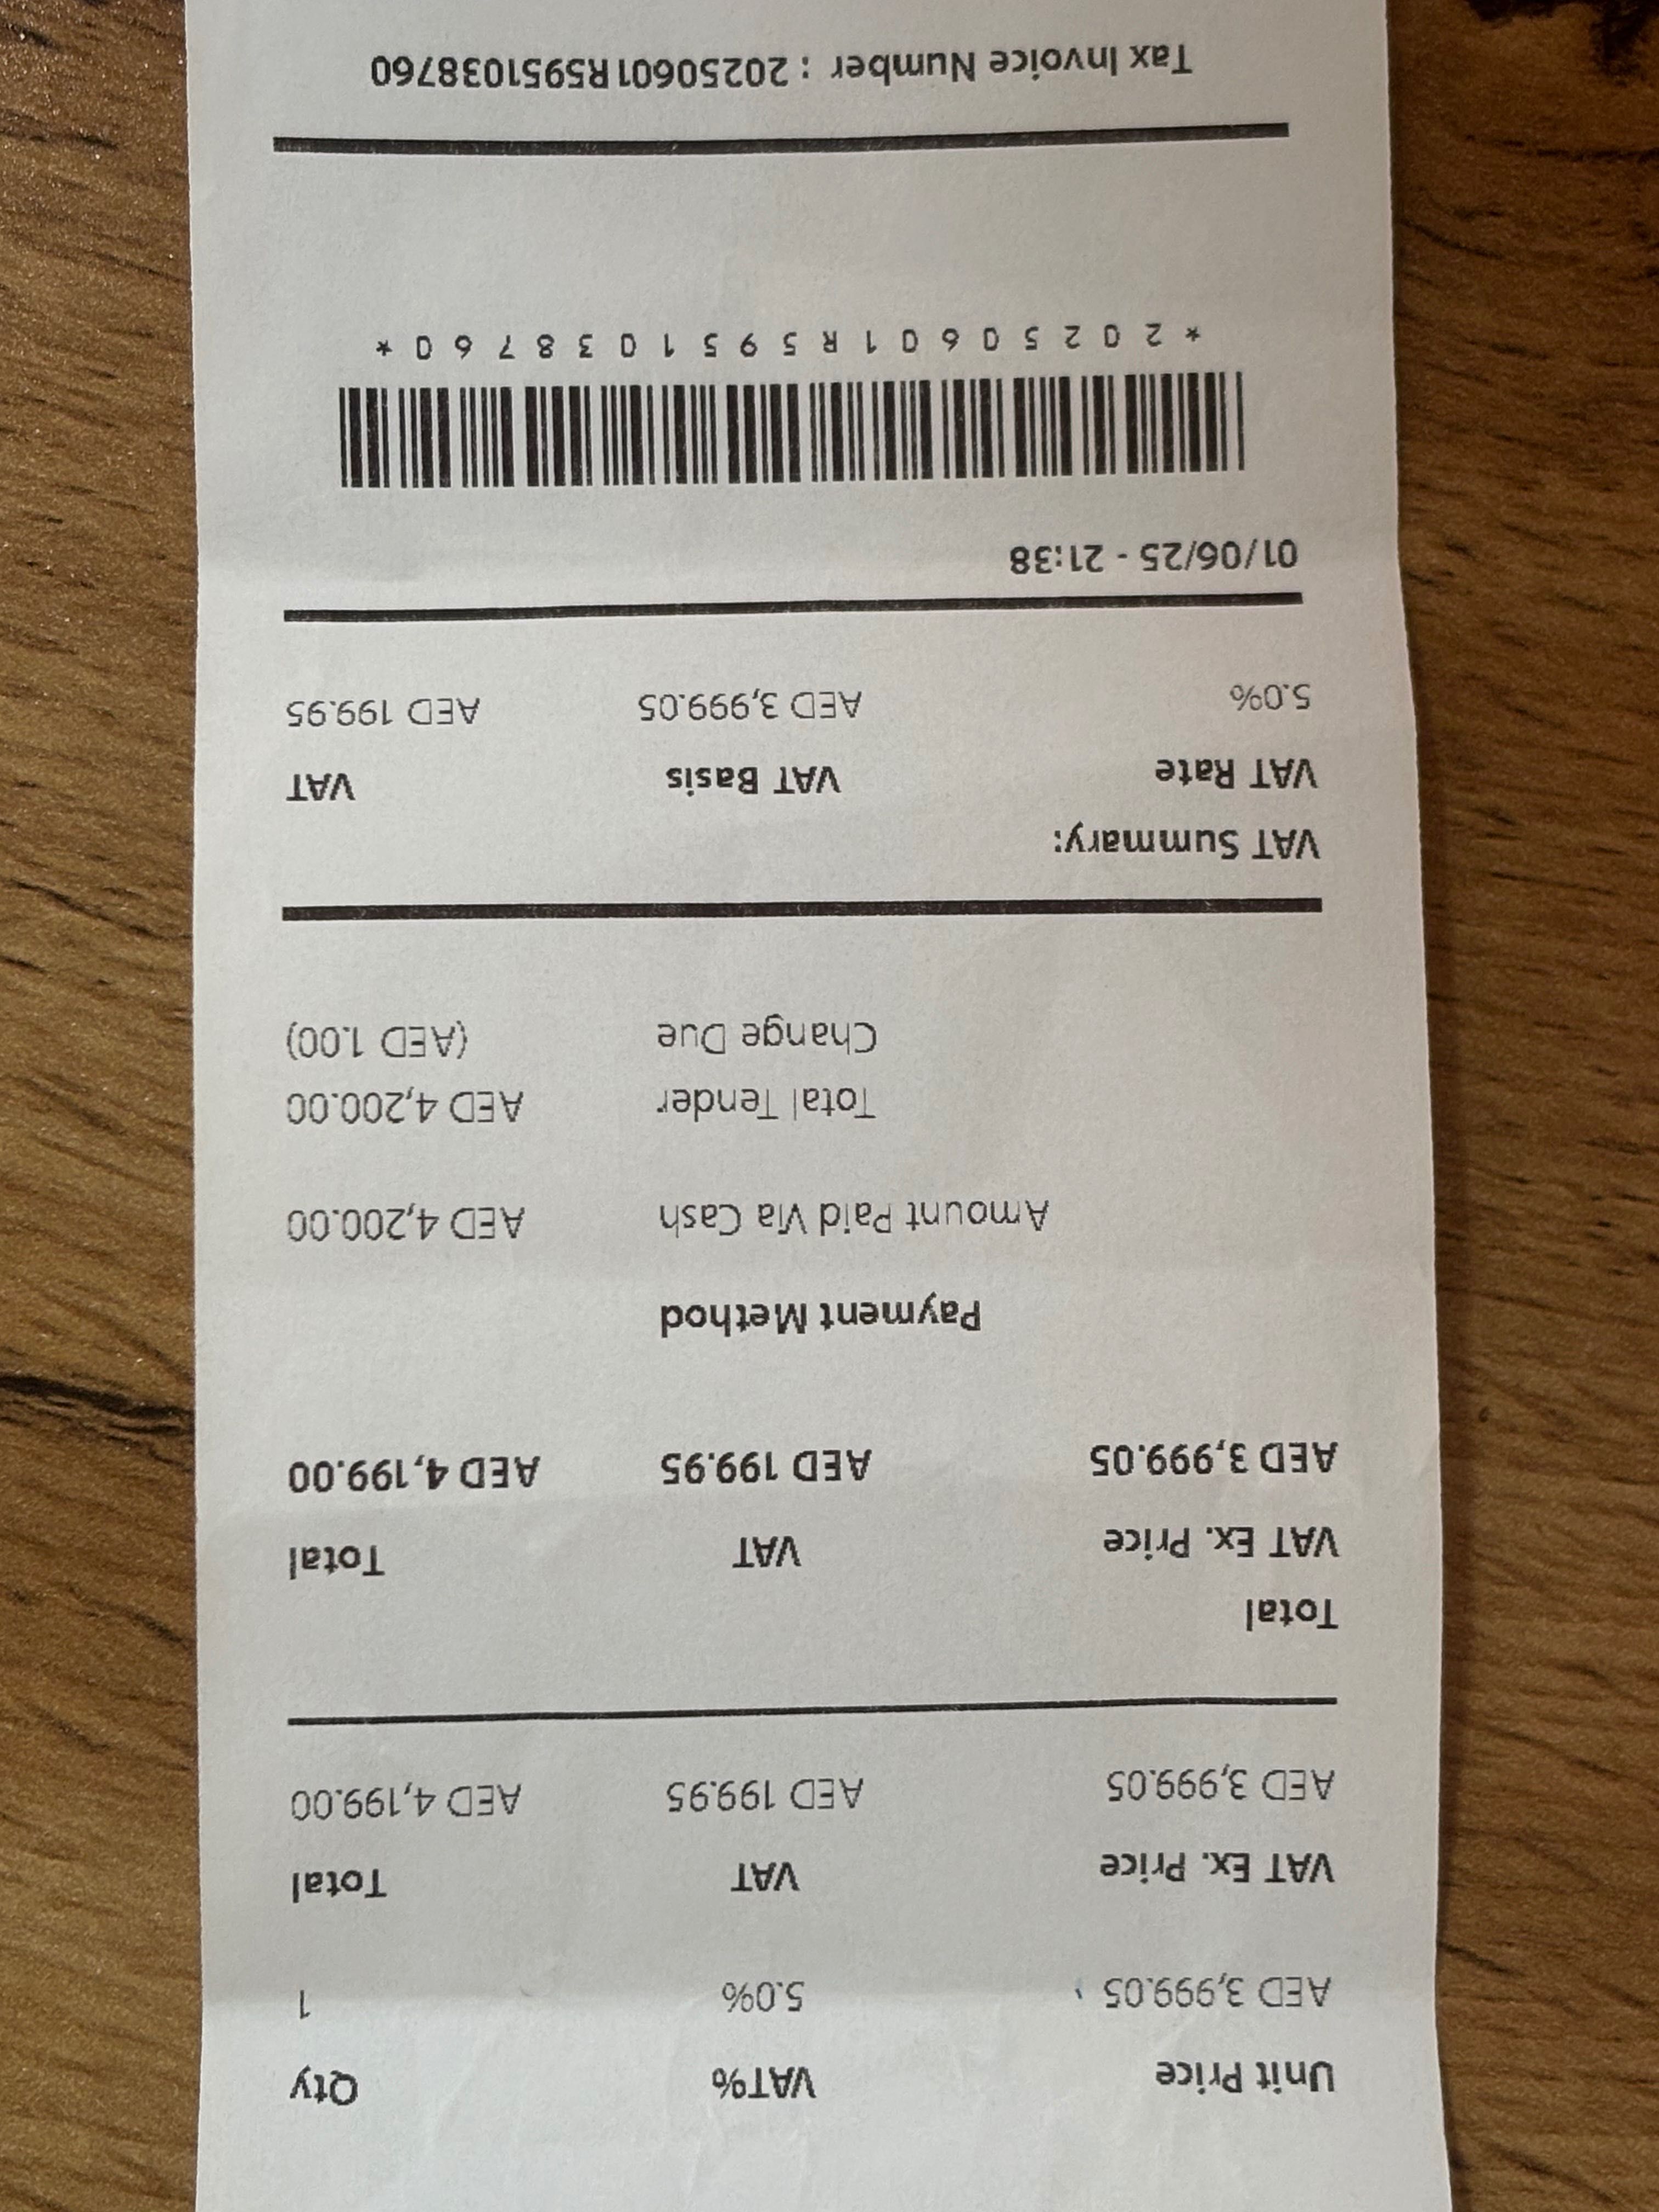 Unit Price VAT% Qty
AED 3,999.05 5.0% 1
VAT Ex. Price VAT Total
AED 3,999.05 AED 199.95 AED 4,199.00
Total
VAT Ex. Price VAT Total
AED 3,999.05 AED 199.95 AED 4,199.00
Payment Method
Amount Paid Via Cash AED 4,200.00
Total Tender AED 4,200.00
Change Due (AED 1.00)
VAT Summary:
VAT Rate VAT Basis VAT
5.0% AED 3,999.05 AED 199.95
01/06/25 - 21:38
*20250601R5951038760*
Tax Invoice Number : 20250601R5951038760